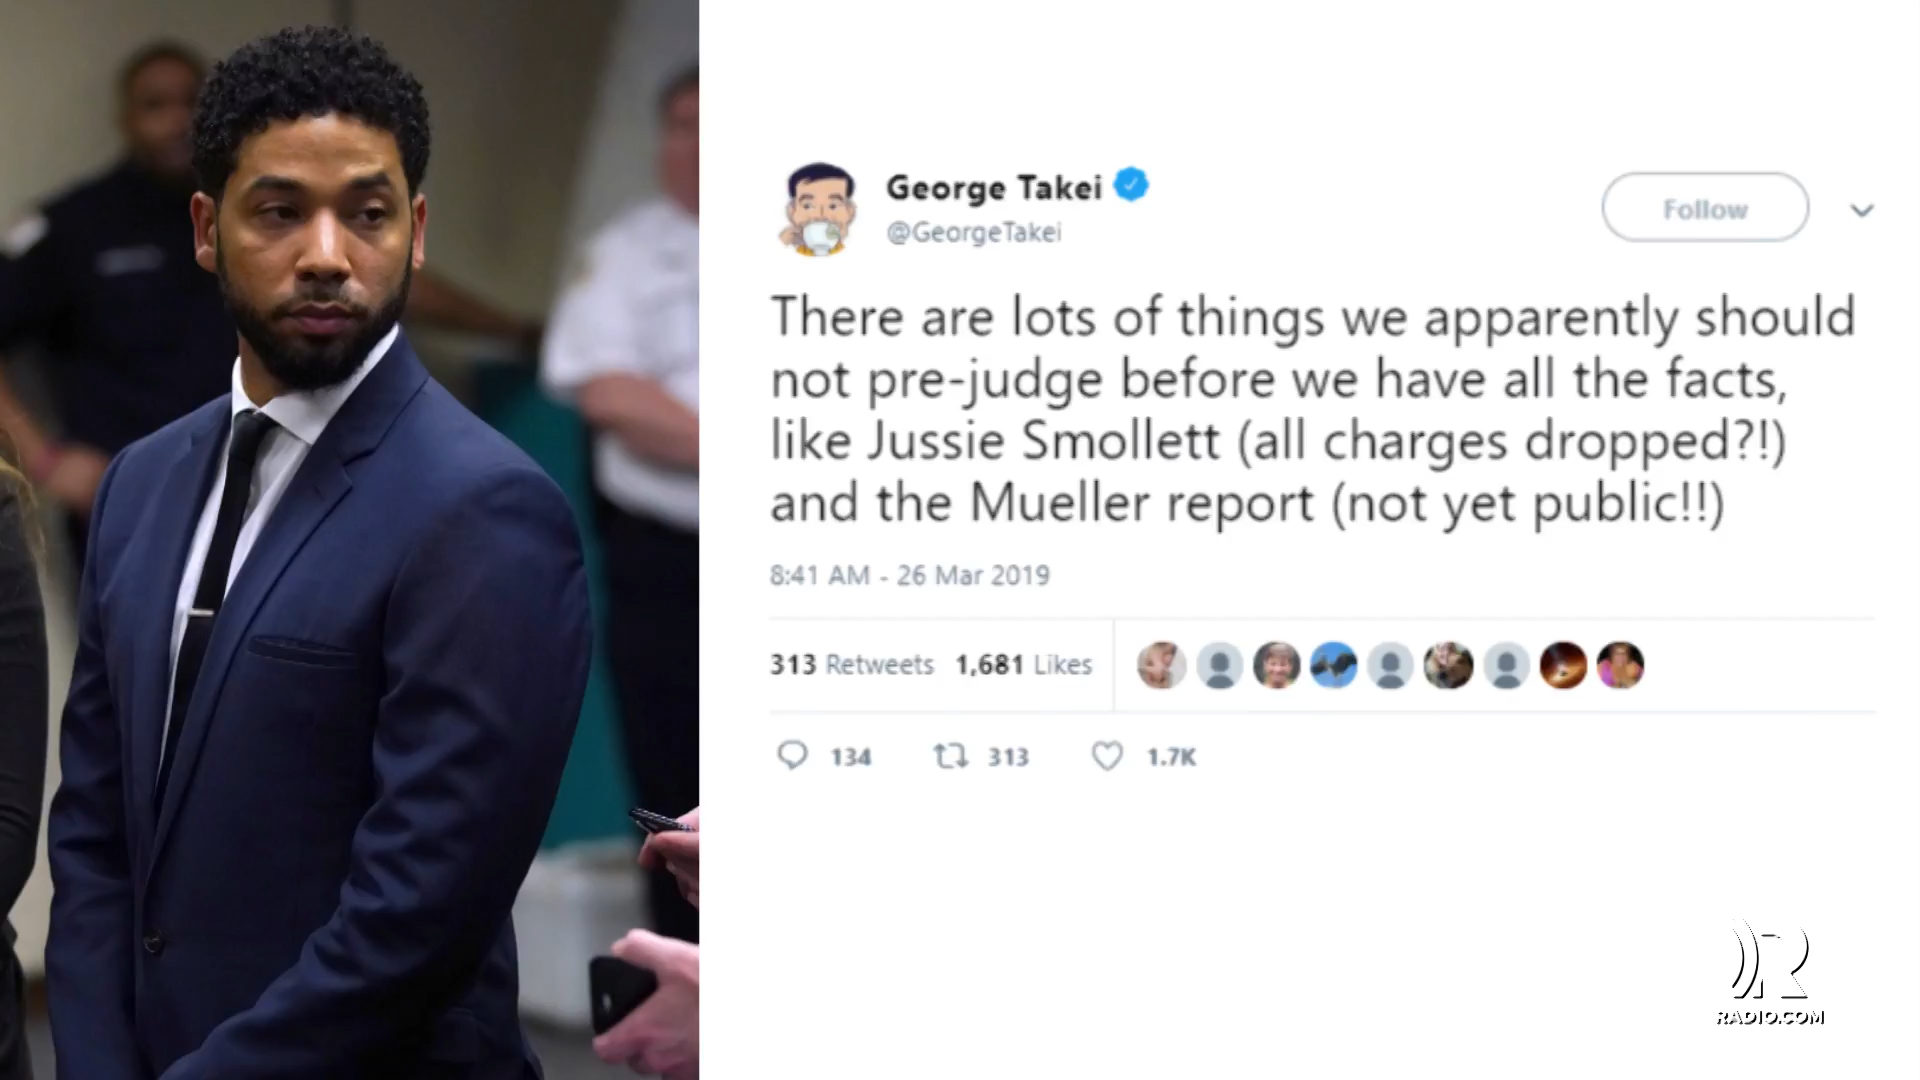 George Takei
@GeorgeTakei
Follow
There are lots of things we apparently should
not pre-judge before we have all the facts,
like Jussie Smollett (all charges dropped?!)
and the Mueller report (not yet public!!)
8:41 AM - 26 Mar 2019
313 Retweets 1,681 Likes
134 313 1.7K
R
RADIO.COM